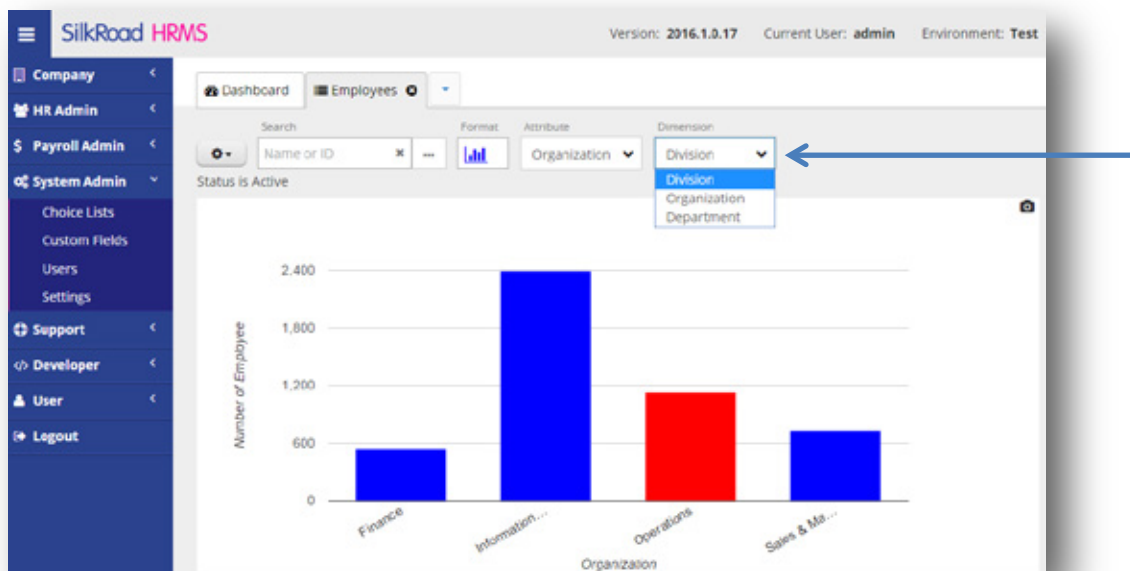 SilkRoad HRMS
Version: 2016.1.0.17 Current User: admin Environment: Test
Company
HR Admin
$ Payroll Admin
System Admin
Choice Lists
Custom Fields
Users
Settings
Support
</> Developer
User
Logout
Dashboard Employees
Search Format Attribute Dimension
Name or ID ... Organization Division
Status is Active
Division
Organization
Department
Number of Employee
2,400
1,800
1,200
600
0
Finance Information... Operations Sales & Ma...
Organization